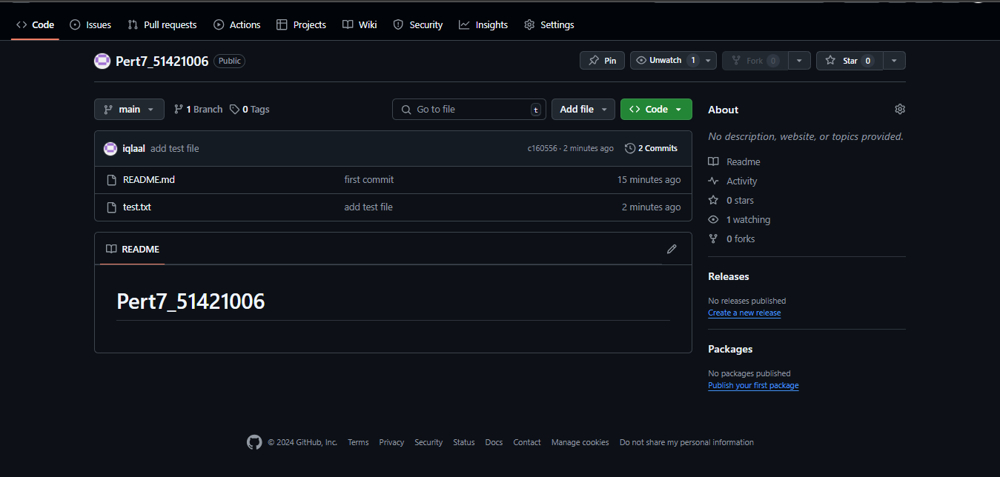 Code Issues Pull requests Actions Projects Wiki Security Insights Settings
Pert7_51421006 Public Pin Unwatch 1 Fork 0 Star 0
main 1 Branch 0 Tags Go to file t Add file Code
iqlaal add test file c160556 · 2 minutes ago 2 Commits
README.md first commit 15 minutes ago
test.txt add test file 2 minutes ago
README
Pert7_51421006
About
No description, website, or topics provided.
Readme
Activity
0 stars
1 watching
0 forks
Releases
No releases published
Create a new release
Packages
No packages published
Publish your first package
© 2024 GitHub, Inc. Terms Privacy Security Status Docs Contact Manage cookies Do not share my personal information